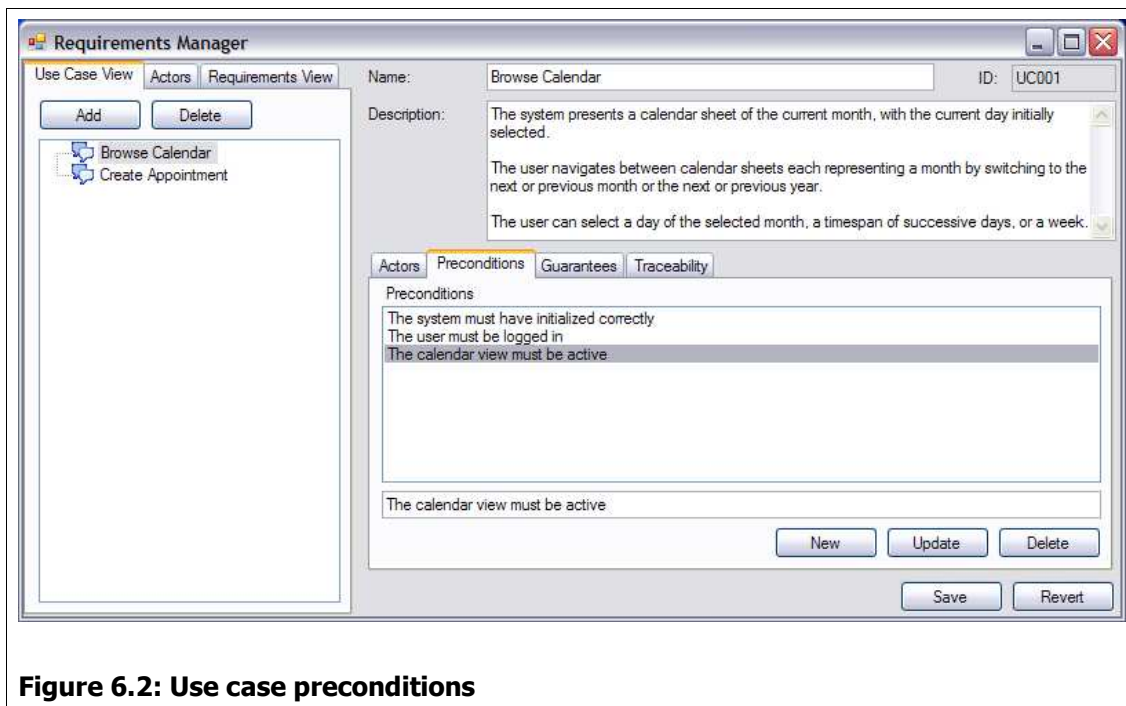 Requirements Manager
Use Case View Actors Requirements View
Add Delete
Browse Calendar
Create Appointment
Name: Browse Calendar ID: UC001
Description: The system presents a calendar sheet of the current month, with the current day initially
selected.
The user navigates between calendar sheets each representing a month by switching to the
next or previous month or the next or previous year.
The user can select a day of the selected month, a timespan of successive days, or a week.
Actors Preconditions Guarantees Traceability
Preconditions
The system must have initialized correctly
The user must be logged in
The calendar view must be active
The calendar view must be active
New Update Delete
Save Revert
Figure 6.2: Use case preconditions